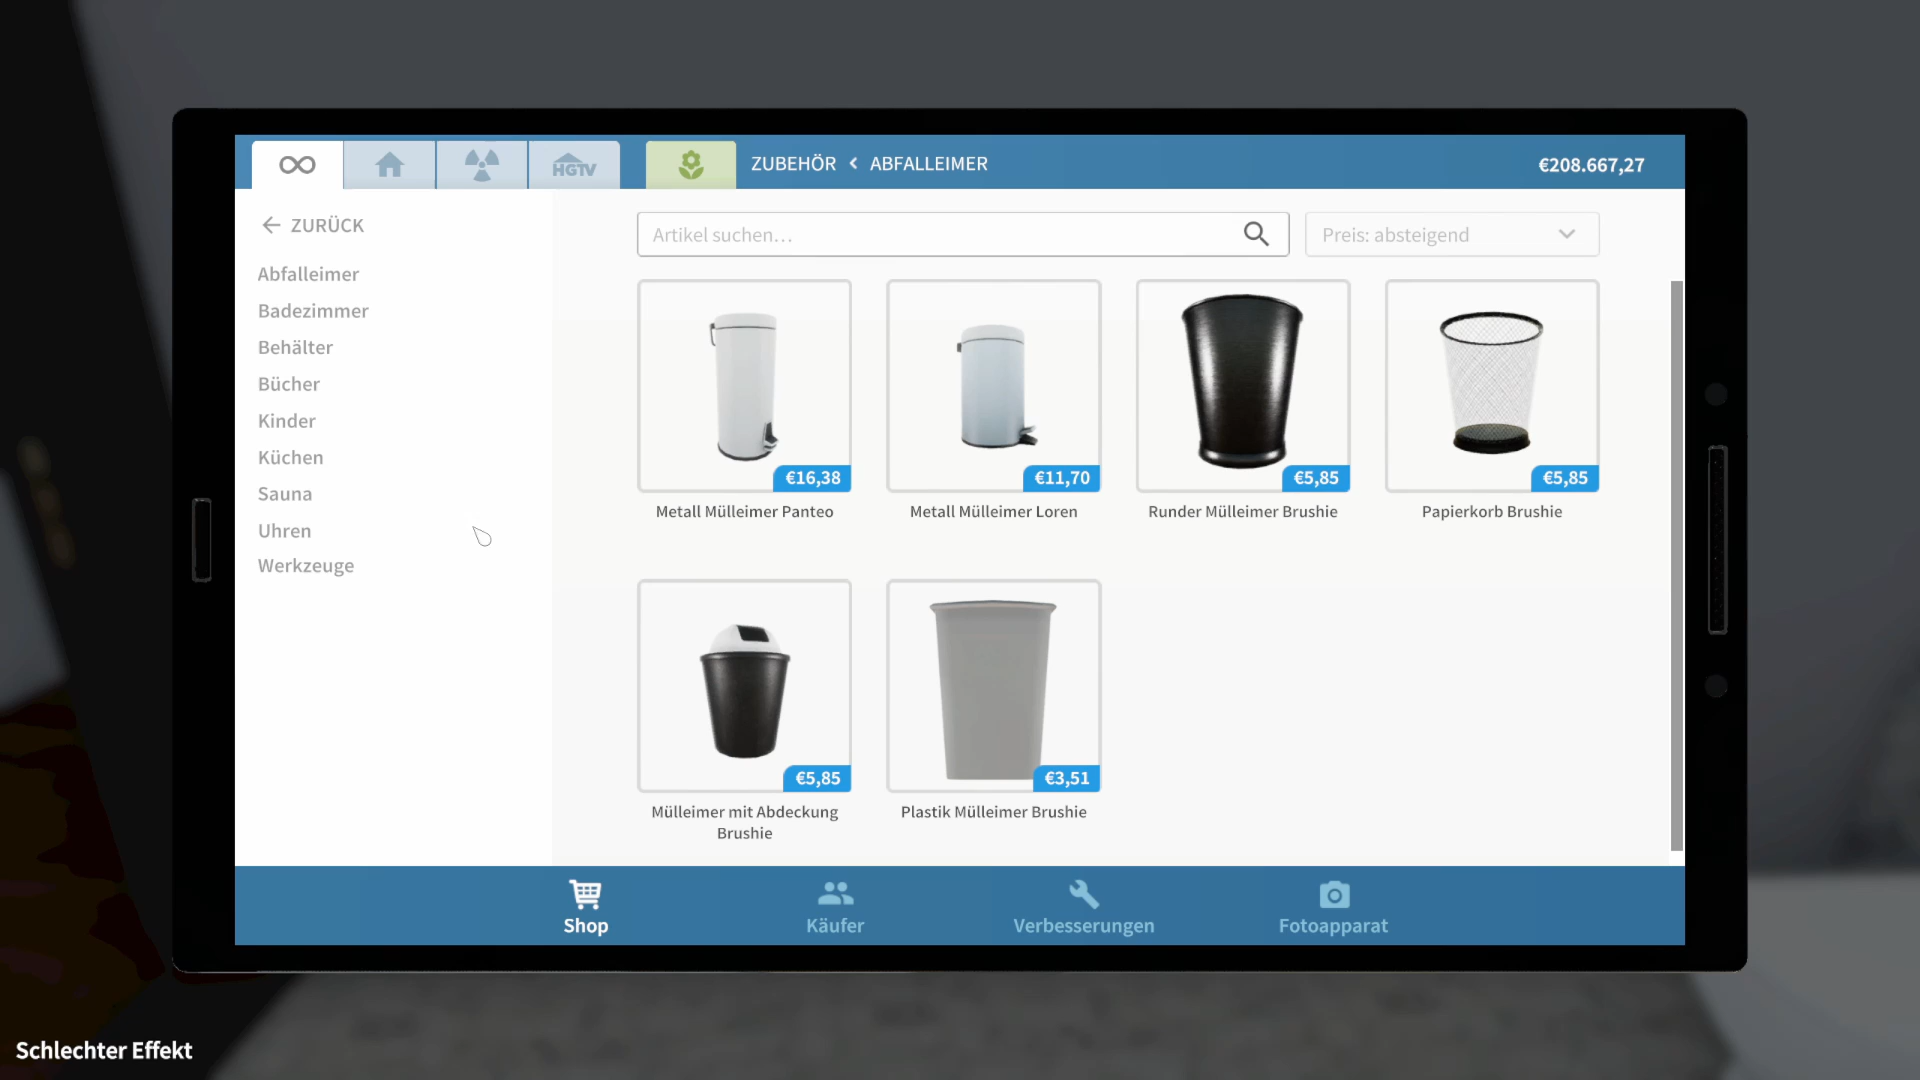 HGTV
ZUBEHÖR < ABFALLEIMER
€208.667,27
ZURÜCK
Abfalleimer
Badezimmer
Behälter
Bücher
Kinder
Küchen
Sauna
Uhren
Werkzeuge
Artikel suchen...
Preis: absteigend
€16,38
Metall Mülleimer Panteo
€11,70
Metall Mülleimer Loren
€5,85
Runder Mülleimer Brushie
€5,85
Papierkorb Brushie
€5,85
Mülleimer mit Abdeckung
Brushie
€3,51
Plastik Mülleimer Brushie
Shop
Käufer
Verbesserungen
Fotoapparat
Schlechter Effekt